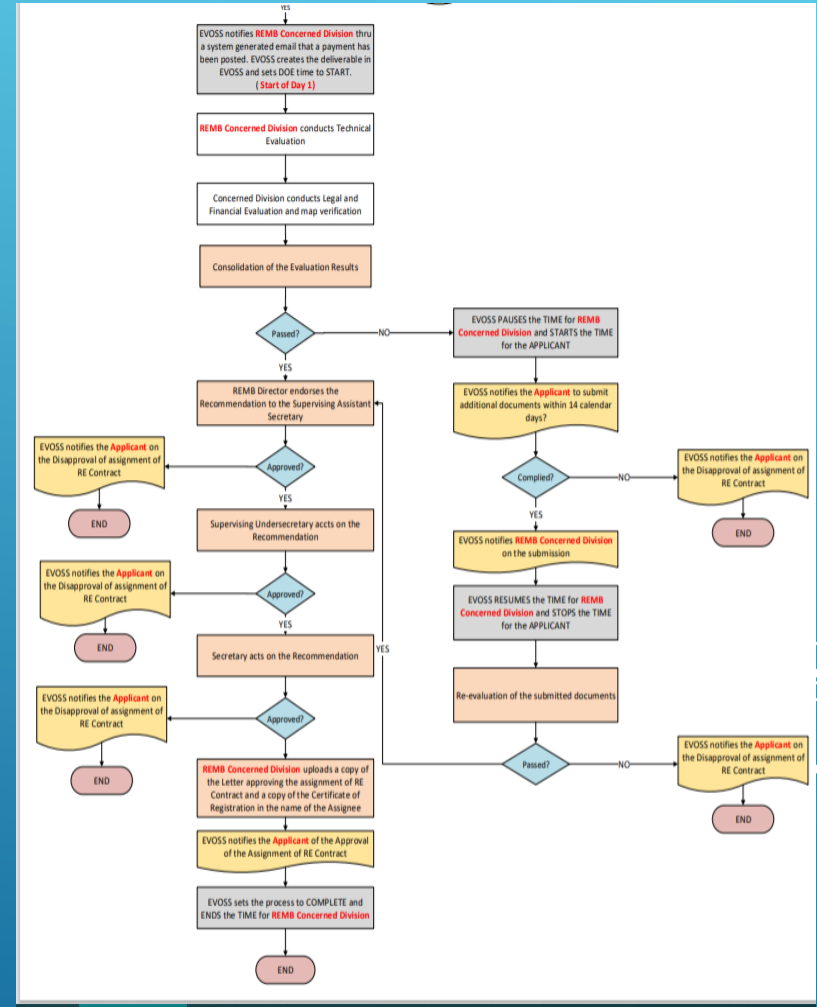 YES
EVOSS notifies REMB Concerned Division thru
a system generated email that a payment has
been posted. EVOSS creates the deliverable in
EVOSS and sets DOE time to START.
(Start of Day 1)
REMB Concerned Division conducts Technical
Evaluation
Concerned Division conducts Legal and
Financial Evaluation and map verification
Consolidation of the Evaluation Results
Passed?
NO
EVOSS PAUSES the TIME for REMB
Concerned Division and STARTS the TIME
for the APPLICANT
YES
REMB Director endorses the
Recommendation to the Supervising Assistant
Secretary
EVOSS notifies the Applicant to submit
additional documents within 14 calendar
days?
EVOSS notifies the Applicant on
the Disapproval of assignment of
RE Contract
Approved?
Complied?
NO
EVOSS notifies the Applicant on
the Disapproval of assignment of
RE Contract
END
YES
YES
END
Supervising Undersecretary accts on the
Recommendation
EVOSS notifies REMB Concerned Division
on the submission
EVOSS notifies the Applicant on
the Disapproval of assignment of
RE Contract
Approved?
EVOSS RESUMES the TIME for REMB
Concerned Division and STOPS the TIME
for the APPLICANT
YES
END
Secretary acts on the Recommendation
YES
Re-evaluation of the submitted documents
EVOSS notifies the Applicant on
the Disapproval of assignment of
RE Contract
Approved?
END
Passed?
NO
EVOSS notifies the Applicant on
the Disapproval of assignment of
RE Contract
END
REMB Concerned Division uploads a copy of
the Letter approving the assignment of RE
Contract and a copy of the Certificate of
Registration in the name of the Assignee
EVOSS notifies the Applicant of the Approval
of the Assignment of RE Contract
EVOSS sets the process to COMPLETE and
ENDS the TIME for REMB Concerned Division
END